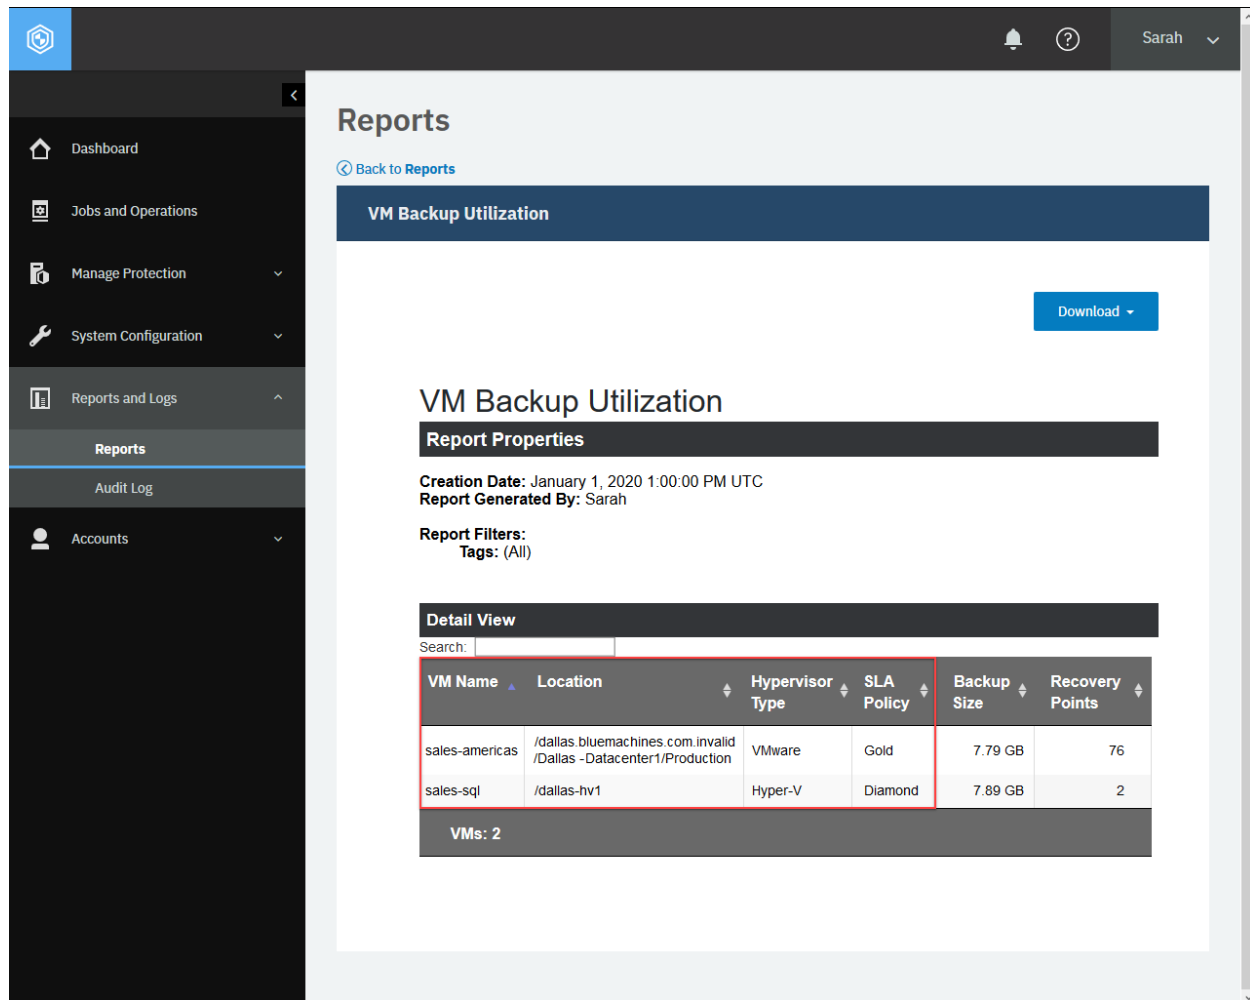 Sarah
Dashboard
Jobs and Operations
Manage Protection
System Configuration
Reports and Logs
Reports
Audit Log
Accounts
Reports
Back to Reports
VM Backup Utilization
Download
VM Backup Utilization
Report Properties
Creation Date: January 1, 2020 1:00:00 PM UTC
Report Generated By: Sarah
Report Filters:
Tags: (All)
Detail View
Search:
VM Name Location Hypervisor Type SLA Policy Backup Size Recovery Points
sales-americas /dallas.bluemachines.com.invalid /Dallas -Datacenter1/Production VMware Gold 7.79 GB 76
sales-sql /dallas-hv1 Hyper-V Diamond 7.89 GB 2
VMs: 2